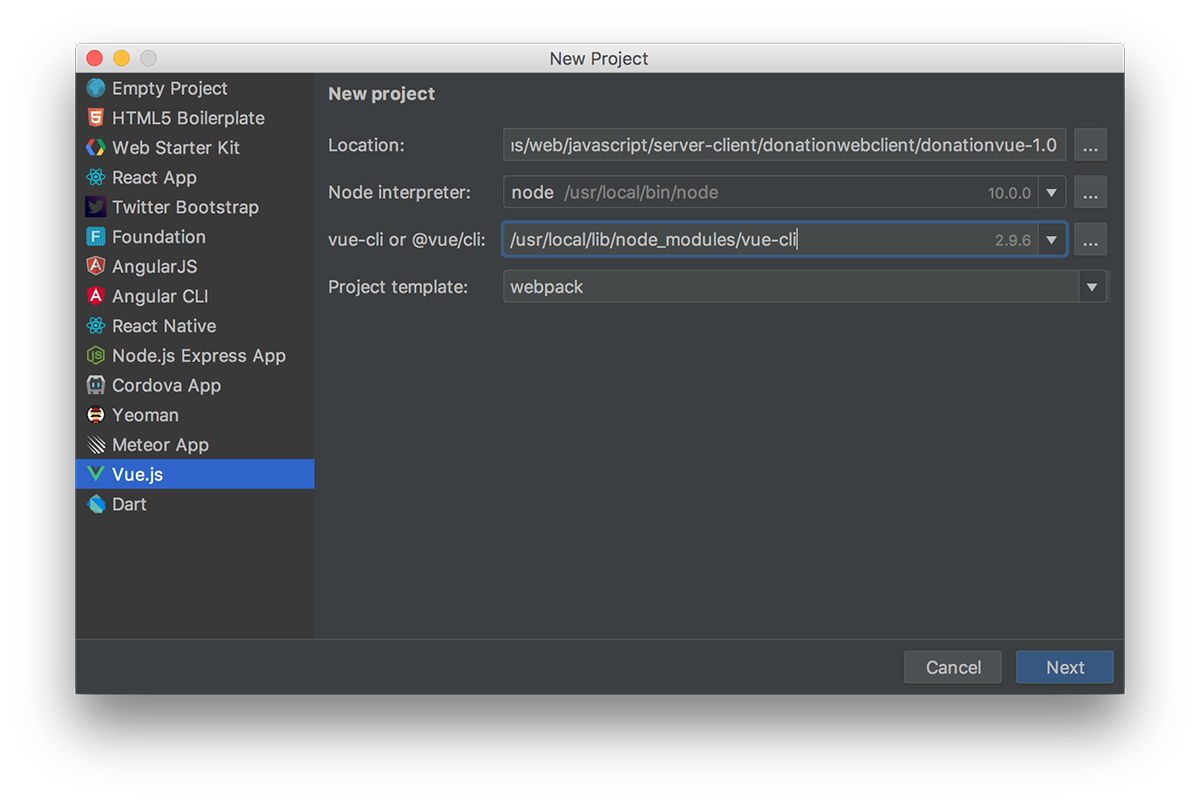 New Project
Empty Project
HTML5 Boilerplate
Web Starter Kit
React App
Twitter Bootstrap
Foundation
AngularJS
Angular CLI
React Native
Node.js Express App
Cordova App
Yeoman
Meteor App
Vue.js
Dart
New project
Location: s/web/javascript/server-client/donationwebclient/donationvue-1.0 ...
Node interpreter: node /usr/local/bin/node 10.0.0 ...
vue-cli or @vue/cli: /usr/local/lib/node_modules/vue-cli 2.9.6 ...
Project template: webpack
Cancel Next